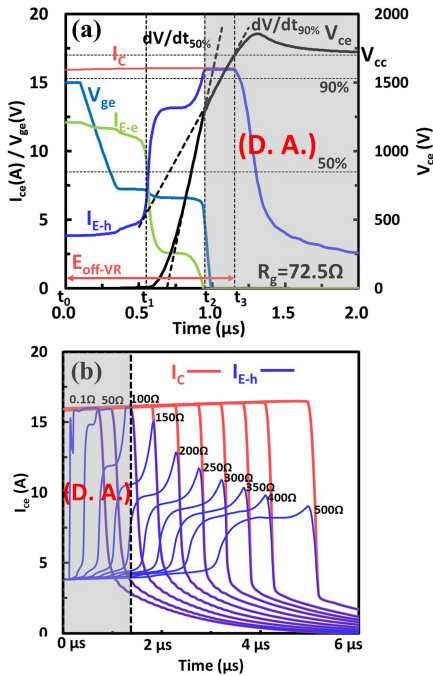 (a)
dV/dt50%
dV/dt90%
Vce
IC
Vcc
Vge
90%
IE-e
(D. A.)
50%
IE-h
EOff-VR
Rg=72.5Ω
20
15
10
5
0
2000
1500
1000
500
0
t0
t1
t2
t3
0.0
0.5
1.0
1.5
2.0
Ice(A) / Vge(V)
Vce (V)
Time (μs)
(b)
IC
IE-h
0.1Ω
50Ω
100Ω
150Ω
200Ω
250Ω
300Ω
350Ω
400Ω
500Ω
(D. A.)
20
15
10
5
0
Ice (A)
0 μs
2 μs
4 μs
6 μs
Time (μs)